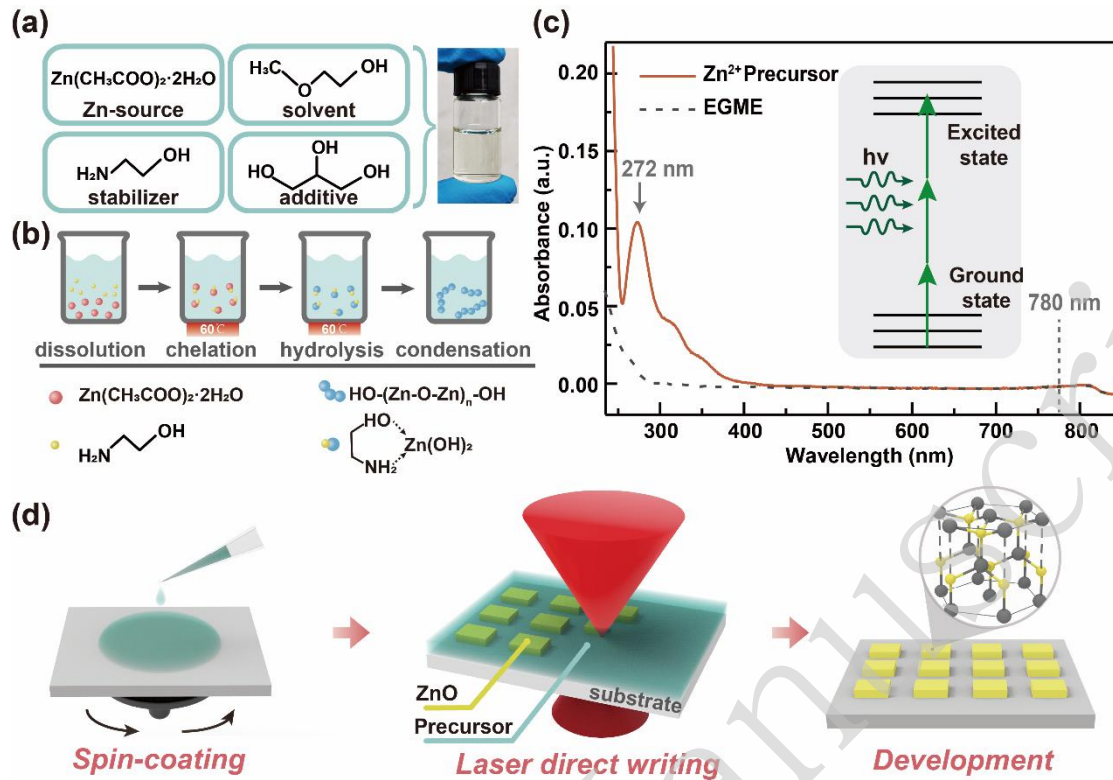 (a)
Zn(CH₃COO)₂·2H₂O
Zn-source
H₃C
O
OH
solvent
H₂N
OH
stabilizer
HO
OH
OH
additive
(b)
60℃
60℃
dissolution
chelation
hydrolysis
condensation
Zn(CH₃COO)₂·2H₂O
HO-(Zn-O-Zn)ₙ-OH
H₂N
OH
HO
Zn(OH)₂
NH₂
(c)
Absorbance (a.u.)
0.20
0.15
0.10
0.05
0.00
Zn²⁺Precursor
EGME
272 nm
hv
Excited
state
Ground
state
780 nm
300 400 500 600 700 800
Wavelength (nm)
(d)
ZnO
Precursor
substrate
Spin-coating
Laser direct writing
Development